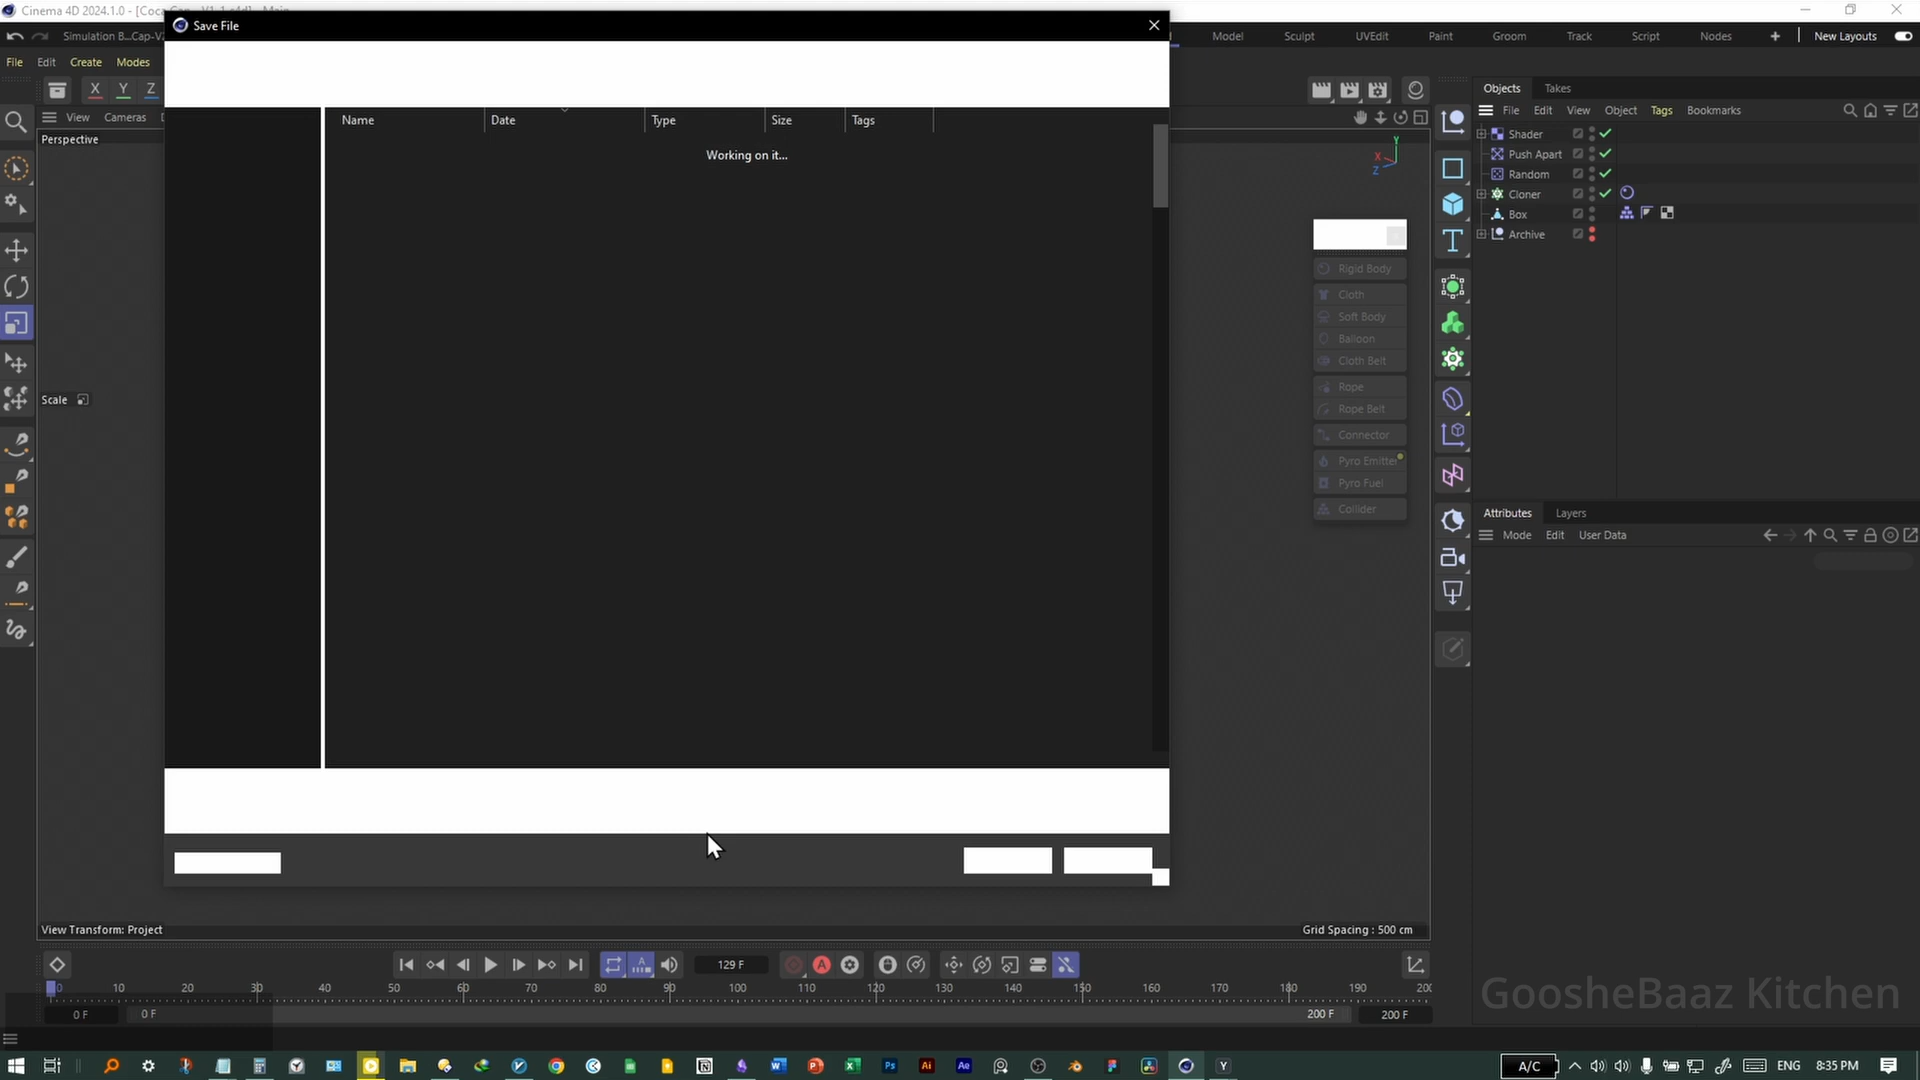 Cinema 4D 2024.1.0 - [Coca
Save File
Simulation B...Cap-V
Model
Sculpt
UVEdit
Paint
Groom
Track
Script
Nodes
New Layouts
File
Edit
Create
Modes
X
Y
Z
Objects
Takes
File
Edit
View
Object
Tags
Bookmarks
View
Cameras
Name
Date
Type
Size
Tags
Perspective
Working on it...
Y
X
Z
Shader
Push Apart
Random
Cloner
Box
Archive
Rigid Body
Cloth
Soft Body
Balloon
Cloth Belt
Rope
Rope Belt
Connector
Pyro Emitter
Pyro Fuel
Collider
Scale
Attributes
Layers
Mode
Edit
User Data
View Transform: Project
Grid Spacing : 500 cm
129 F
0 10 20 30 40 50 60 70 80 90 100 110 120 130 140 150 160 170 180 190 200
0 F
0 F
200 F
200 F
GoosheBaaz Kitchen
A/C
ENG
8:35 PM